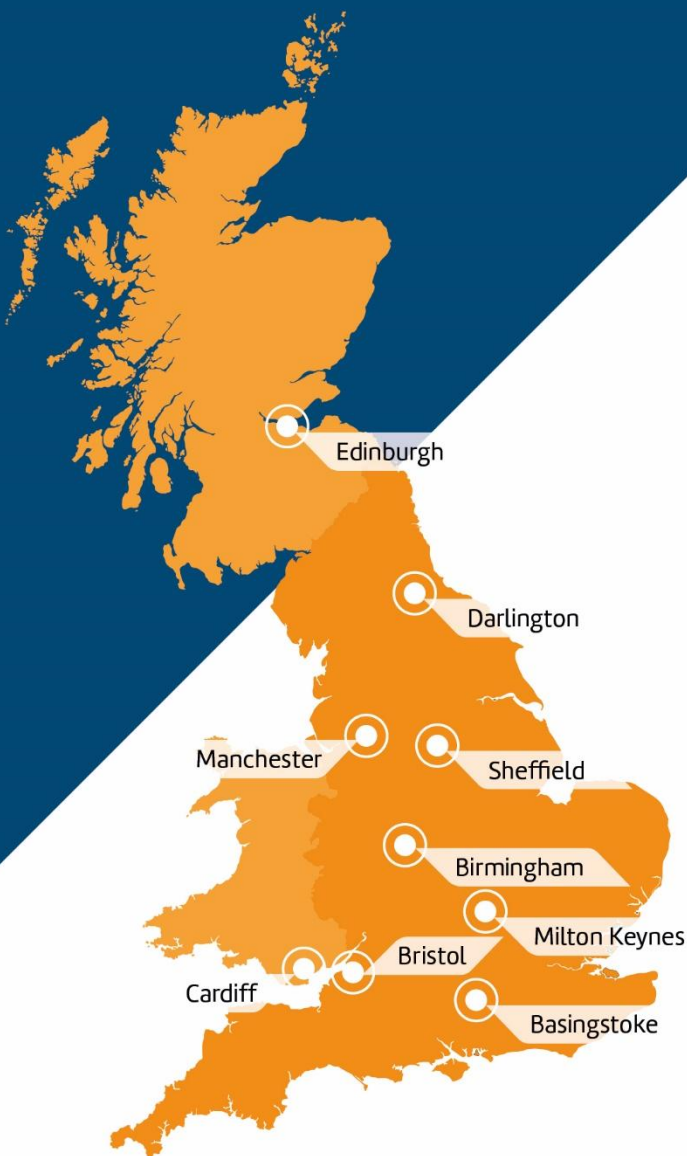 Edinburgh
Darlington
Manchester
Sheffield
Birmingham
Milton Keynes
Bristol
Cardiff
Basingstoke